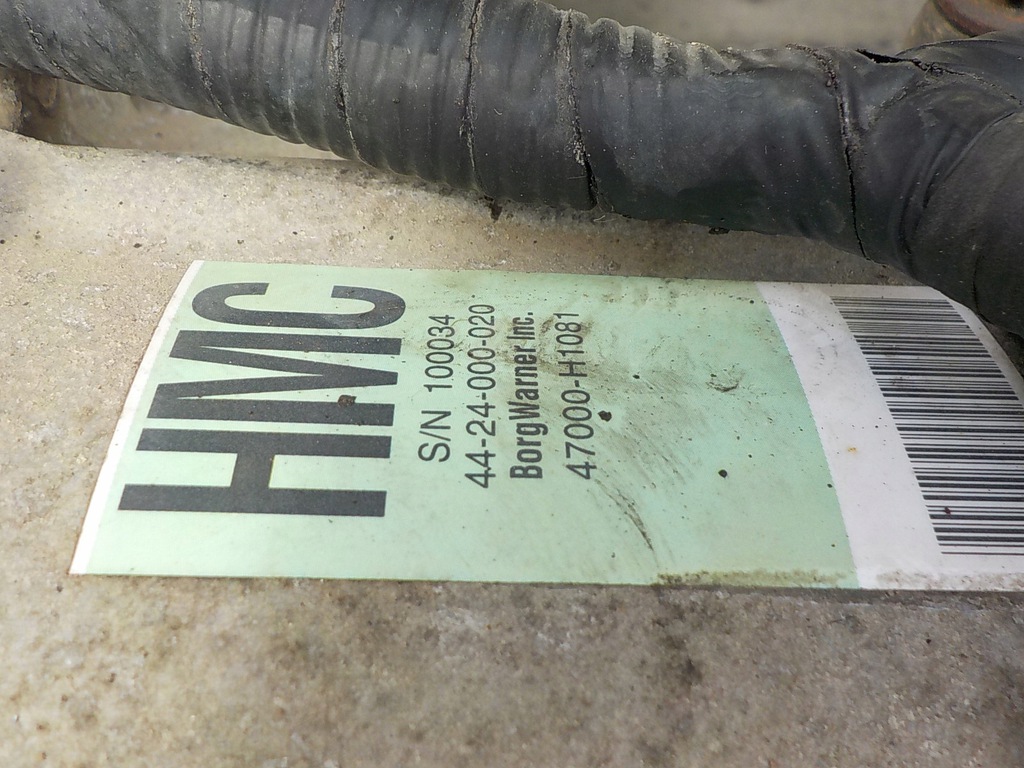 HMC
S/N 100034
44-24-000-020
BorgWarner Inc.
47000-H1081